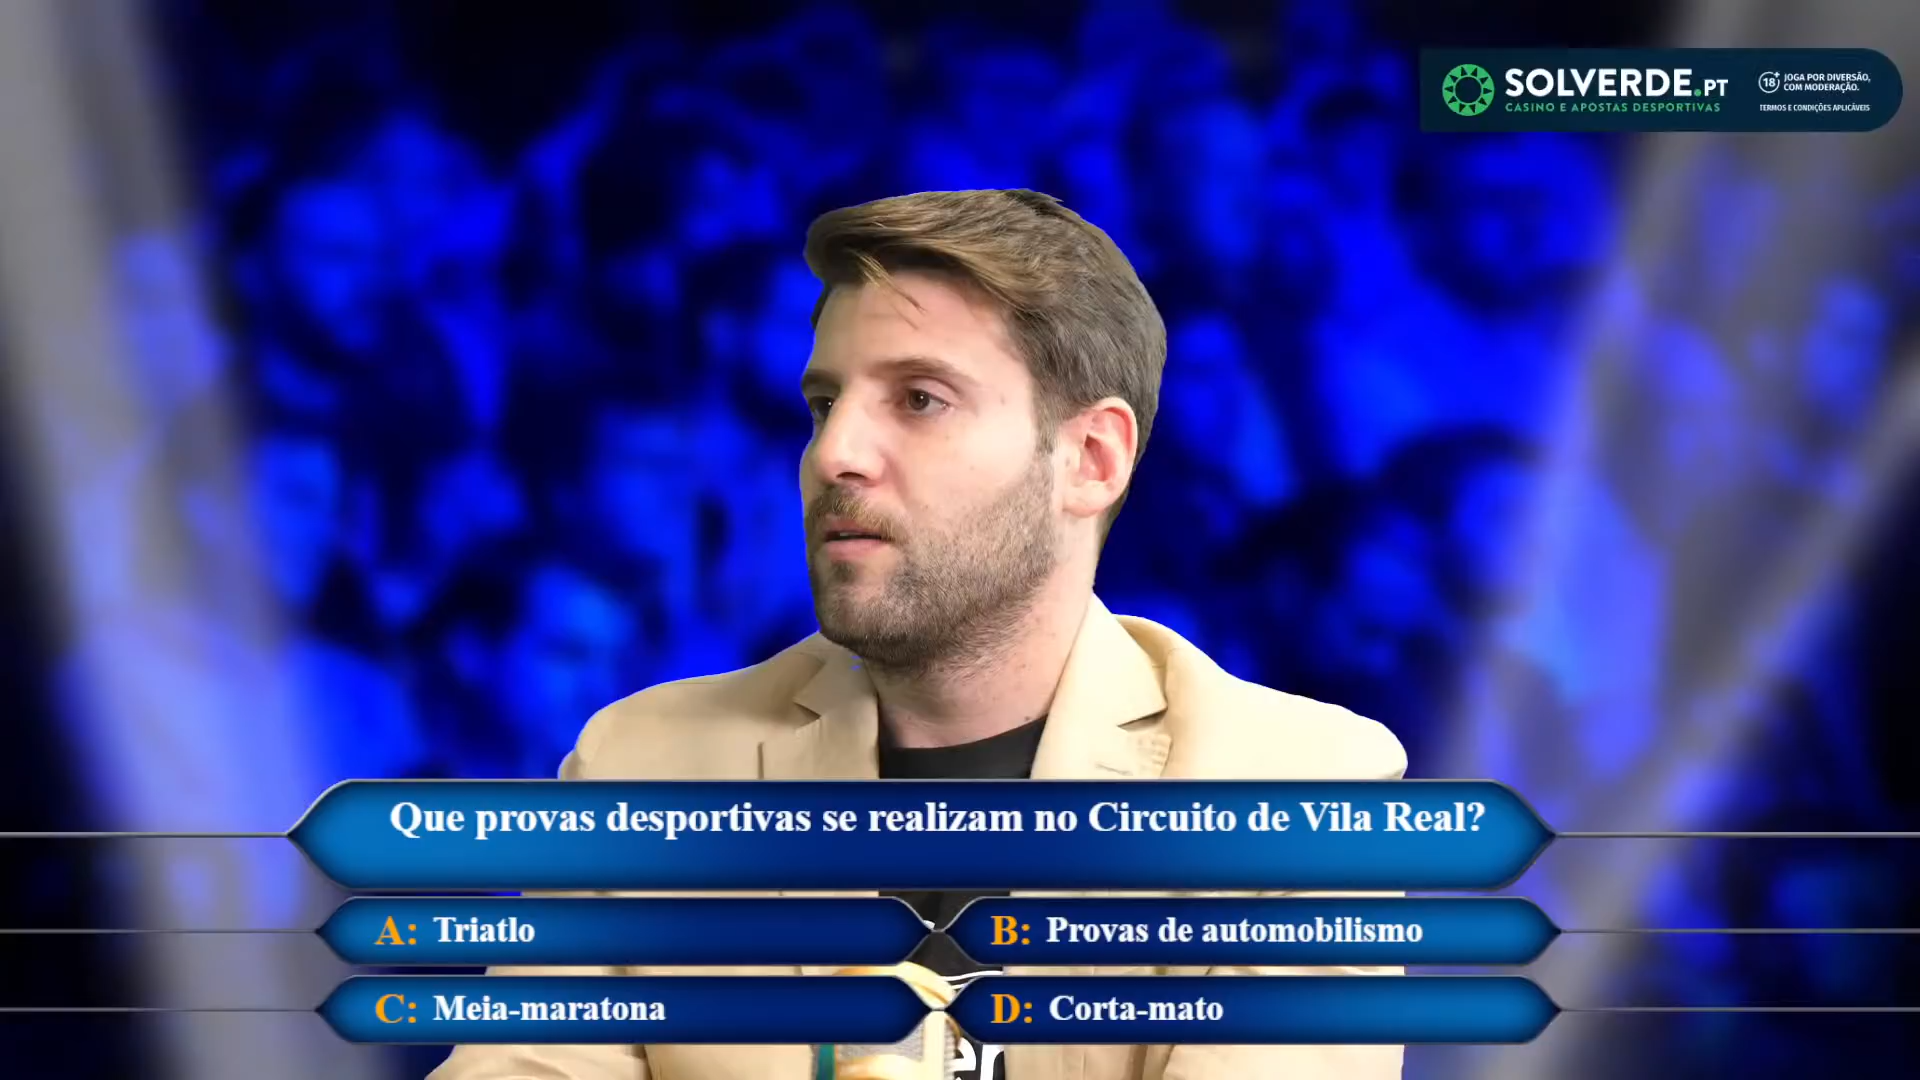 SOLVERDE.PT
CASINO E APOSTAS DESPORTIVAS
18+
JOGA POR DIVERSÃO,
COM MODERAÇÃO.
TERMOS E CONDIÇÕES APLICÁVEIS
Que provas desportivas se realizam no Circuito de Vila Real?
A: Triatlo
B: Provas de automobilismo
C: Meia-maratona
D: Corta-mato